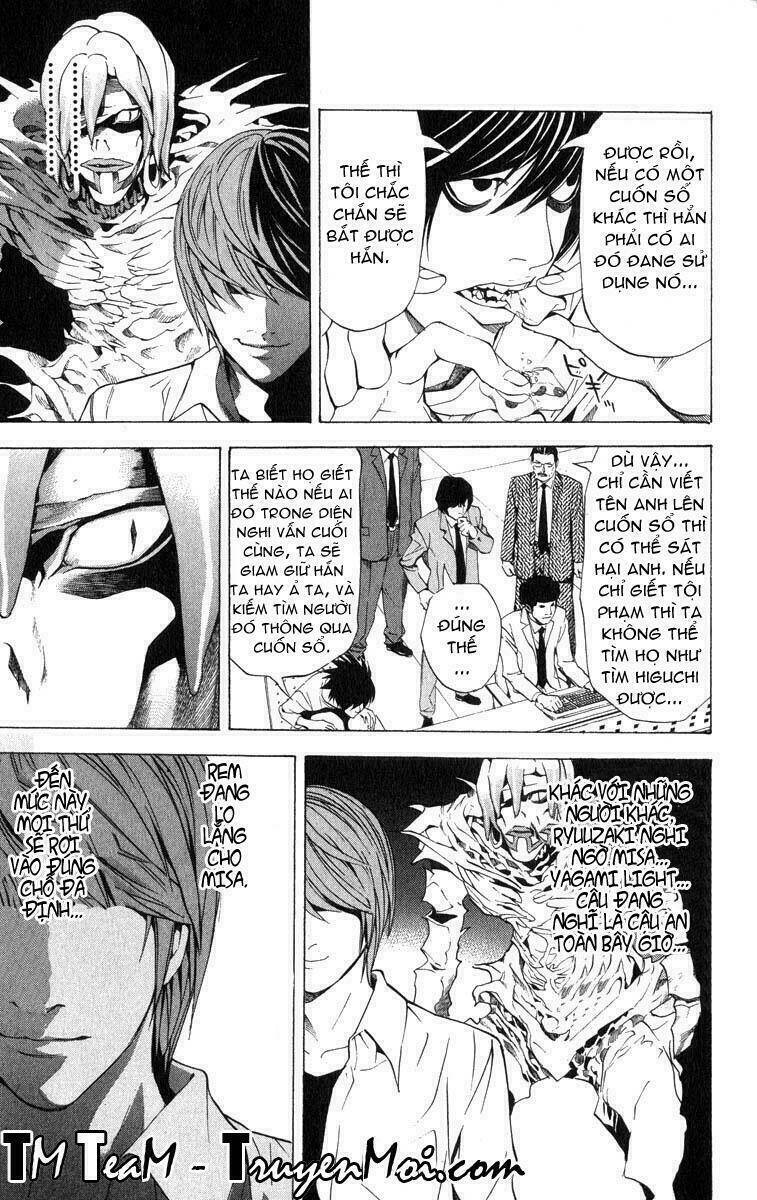 ĐƯỢC RỒI,
NẾU CÓ MỘT
CUỐN SỔ
KHÁC THÌ HẲN
PHẢI CÓ AI
ĐÓ ĐANG SỬ
DỤNG NÓ...
THẾ THÌ
TÔI CHẮC
CHẮN SẼ
BẮT ĐƯỢC
HẮN.
DÙ VẬY...
CHỈ CẦN VIẾT
TÊN ANH LÊN
CUỐN SỔ THÌ
CÓ THỂ SÁT
HẠI ANH. NẾU
CHỈ GIẾT TỘI
PHẠM THÌ TA
KHÔNG THỂ
TÌM HỌ NHƯ
TÌM HIGUCHI
ĐƯỢC...
...
ĐÚNG
THẾ
...
TA BIẾT HỌ GIẾT
THẾ NÀO NẾU AI
ĐÓ TRONG DIỆN
NGHI VẤN CUỐI
CÙNG, TA SẼ
GIAM GIỮ HẮN
TA HAY Ả TA, VÀ
KIẾM TÌM NGƯỜI
ĐÓ THÔNG QUA
CUỐN SỔ.
KHÁC VỚI NHỮNG
NGƯỜI KHÁC,
RYUUZAKI NGHI
NGỜ MISA...
YAGAMI LIGHT...
CẬU ĐANG
NGHĨ LÀ CẬU AN
TOÀN BÂY GIỜ...
REM
ĐANG
LO
LẮNG
CHO
MISA.
ĐẾN
MỨC NÀY,
MỌI THỨ
SẼ RƠI
VÀO ĐÚNG
CHỖ ĐÃ
ĐỊNH...
TM TEAM - TRUYENMOI.COM